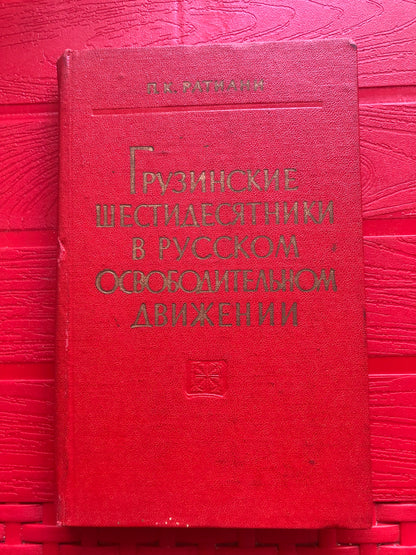 П. К. РАТИАНИ
ГРУЗИНСКИЕ
ШЕСТИДЕСЯТНИКИ
В РУССКОМ
ОСВОБОДИТЕЛЬНОМ
ДВИЖЕНИИ